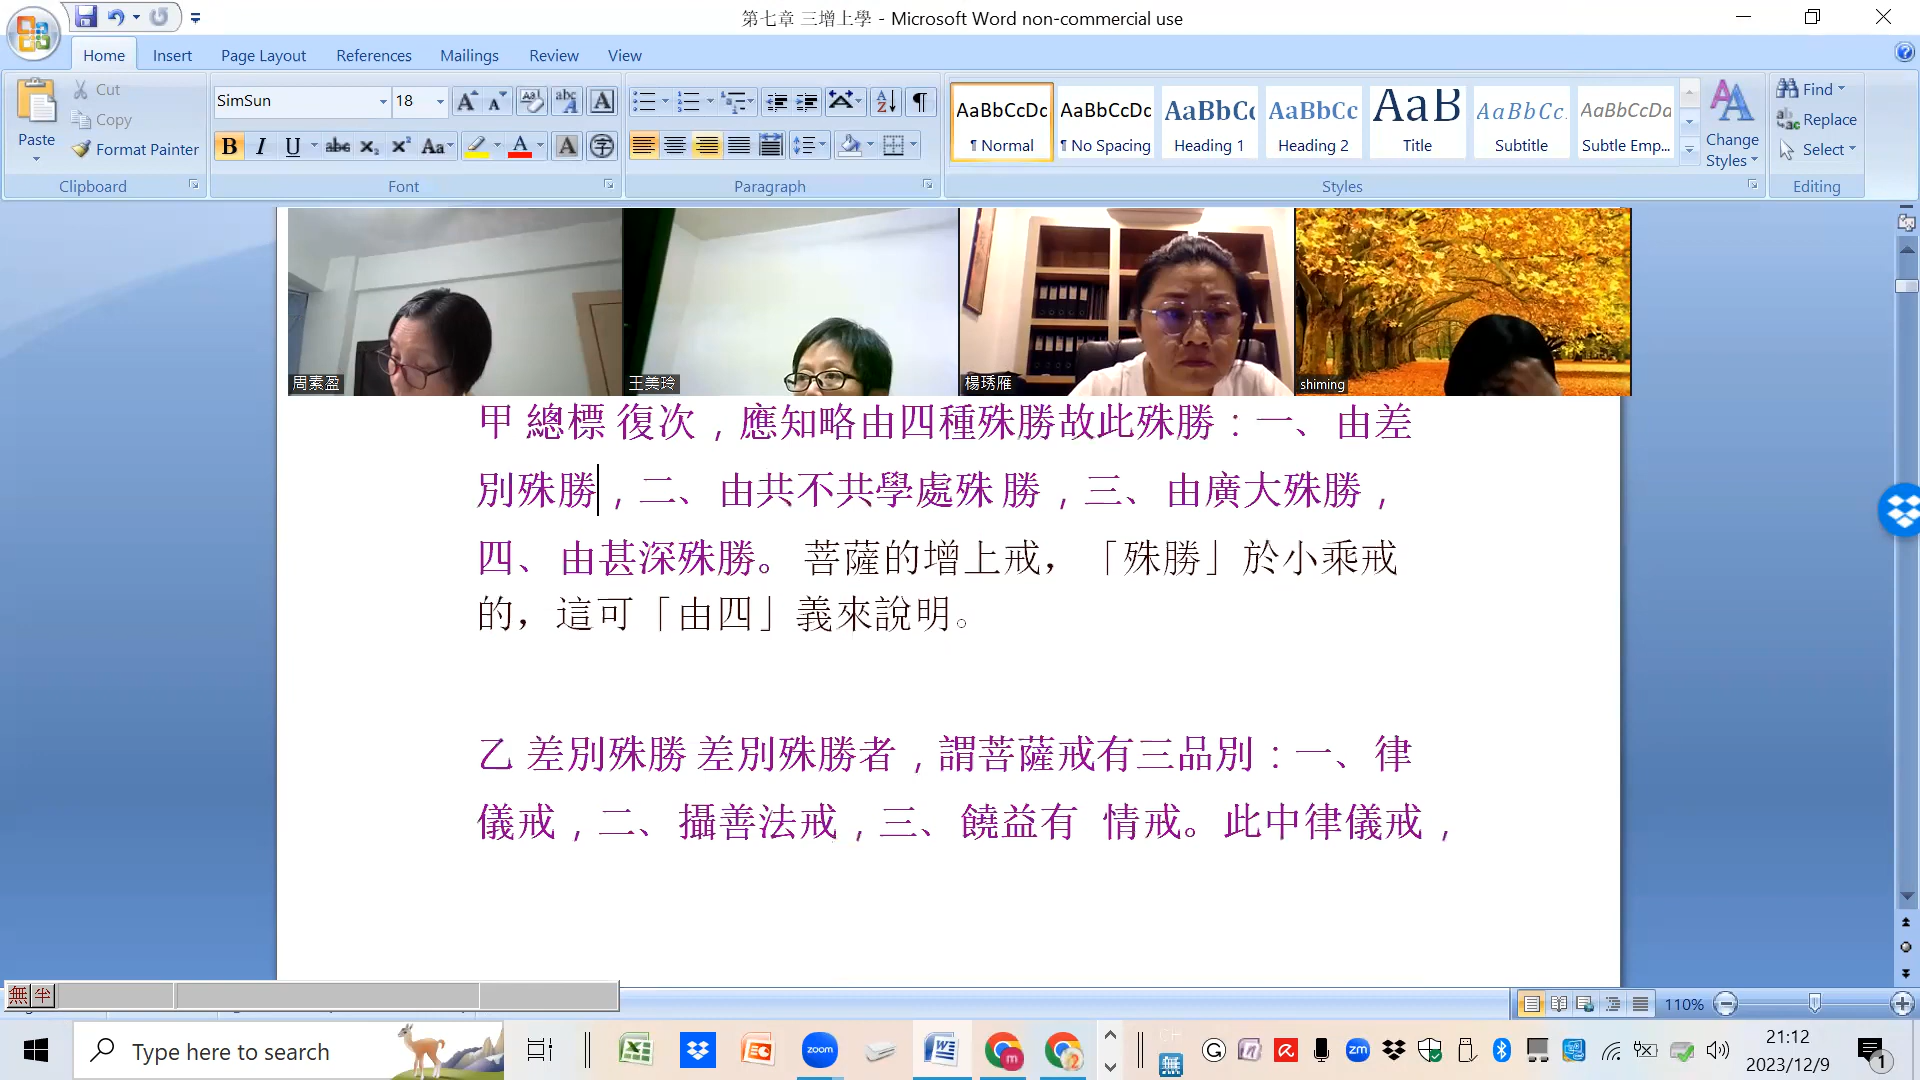 第七章 三增上學 - Microsoft Word non-commercial use
Home Insert Page Layout References Mailings Review View
Cut
Copy
Format Painter
Paste
Clipboard
SimSun 18
Font
Paragraph
AaBbCcDc AaBbCcDc AaBbCc AaBbCc AaB AaBbCc. AaBbCcDc
¶ Normal ¶ No Spacing Heading 1 Heading 2 Title Subtitle Subtle Emp...
Change Styles
Styles
Find
Replace
Select
Editing
周素盈 王美玲 楊琇雁 shiming
甲 總標 復次，應知略由四種殊勝故此殊勝：一、由差
別殊勝，二、由共不共學處殊 勝，三、由廣大殊勝，
四、由甚深殊勝。菩薩的增上戒，「殊勝」於小乘戒
的，這可「由四」義來說明。
乙 差別殊勝 差別殊勝者，謂菩薩戒有三品別：一、律
儀戒，二、攝善法戒，三、饒益有 情戒。此中律儀戒，
無 半
110%
Type here to search
zoom
21:12
2023/12/9